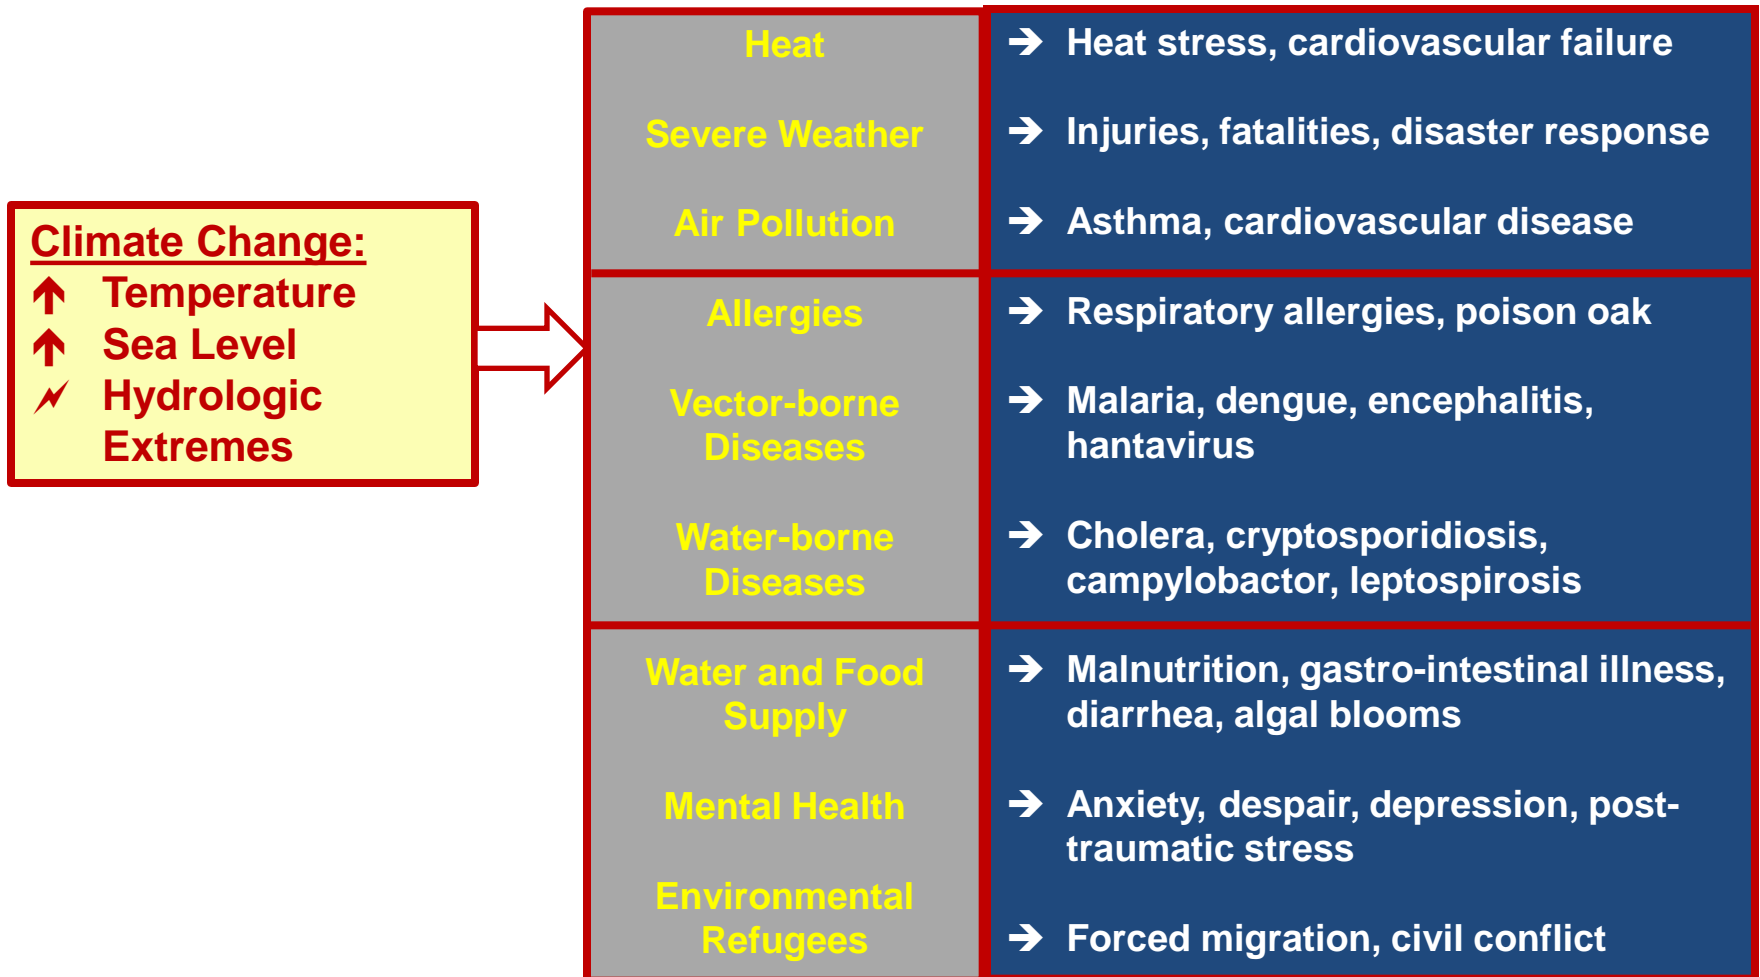 Climate Change:
↑ Temperature
↑ Sea Level
Hydrologic
Extremes
Heat
➔ Heat stress, cardiovascular failure
Severe Weather
➔ Injuries, fatalities, disaster response
Air Pollution
➔ Asthma, cardiovascular disease
Allergies
➔ Respiratory allergies, poison oak
Vector-borne
Diseases
➔ Malaria, dengue, encephalitis,
hantavirus
Water-borne
Diseases
➔ Cholera, cryptosporidiosis,
campylobactor, leptospirosis
Water and Food
Supply
➔ Malnutrition, gastro-intestinal illness,
diarrhea, algal blooms
Mental Health
➔ Anxiety, despair, depression, post-
traumatic stress
Environmental
Refugees
➔ Forced migration, civil conflict